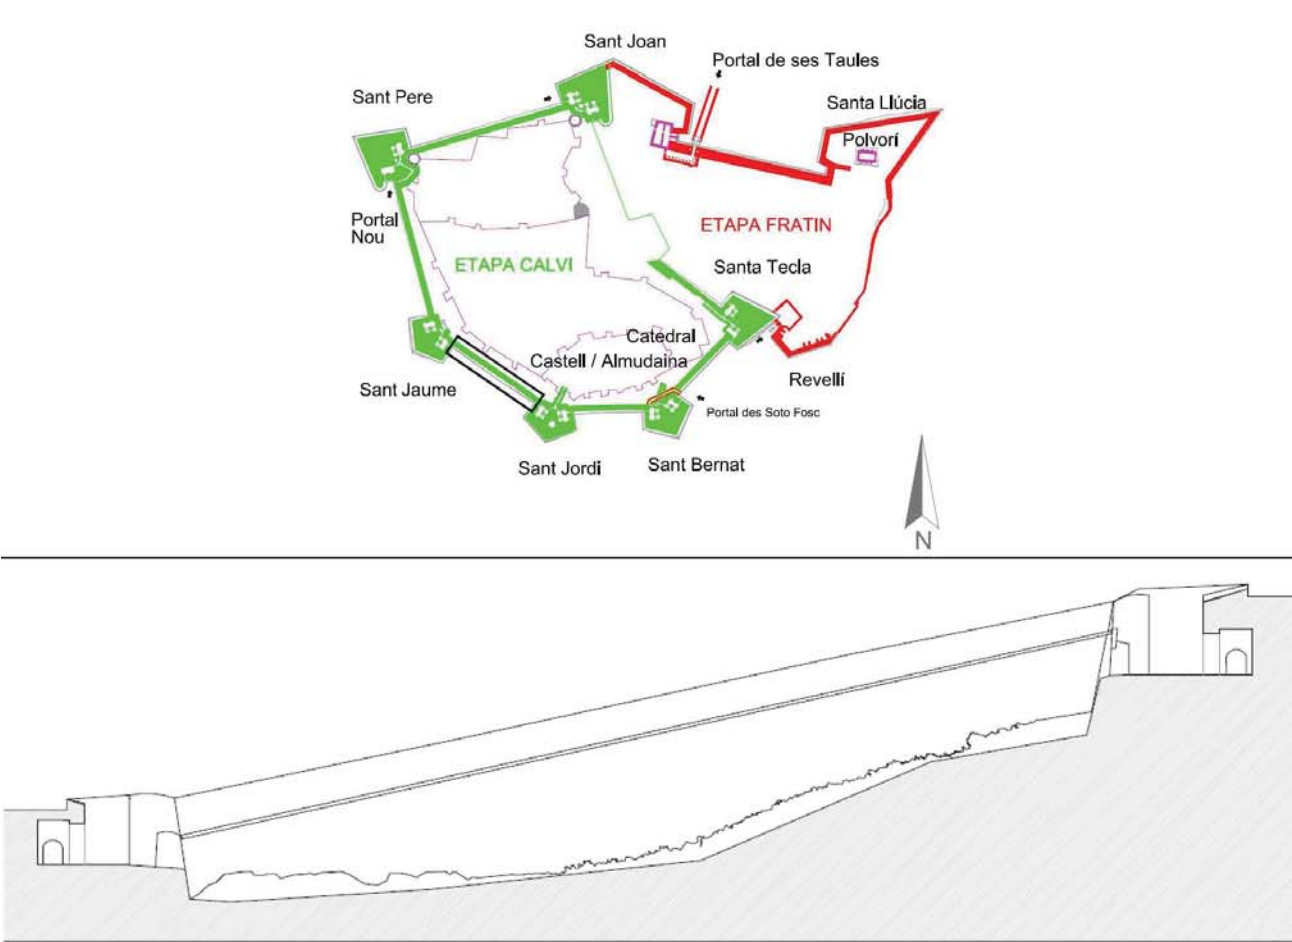 Sant Joan
Portal de ses Taules
Sant Pere
Santa Llúcia
Polvorí
Portal
Nou
ETAPA FRATIN
ETAPA CALVI
Santa Tecla
Catedral
Castell / Almudaina
Sant Jaume
Revellí
Portal des Soto Fosc
Sant Jordi
Sant Bernat
N